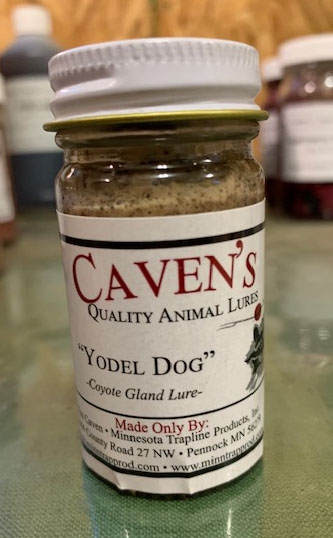 CAVEN'S
QUALITY ANIMAL LURES
"YODEL DOG"
-Coyote Gland Lure-
Made Only By:
Caven • Minnesota Trapline Products, Inc
County Road 27 NW • Pennock MN
• www.minntrapprod.com